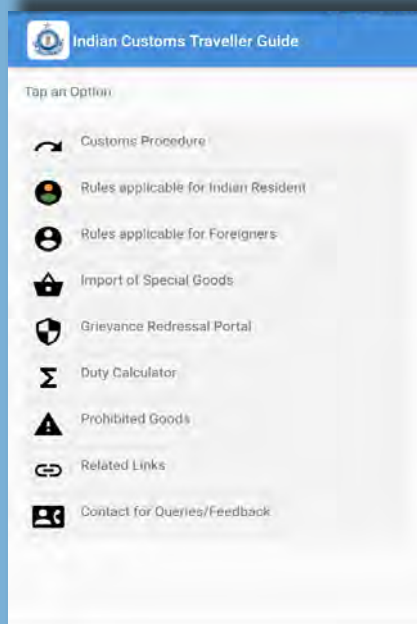 Indian Customs Traveller Guide
Tap an Option
Customs Procedure
Rules applicable for Indian Resident
Rules applicable for Foreigners
Import of Special Goods
Grievance Redressal Portal
Duty Calculator
Prohibited Goods
Related Links
Contact for Queries/Feedback